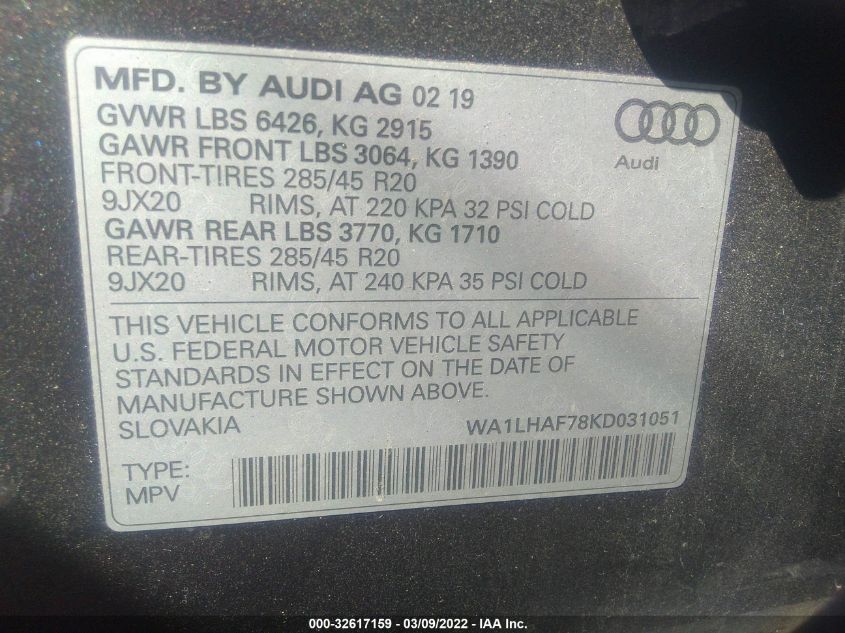 MFD. BY AUDI AG 02 19
GVWR LBS 6426, KG 2915
GAWR FRONT LBS 3064, KG 1390
FRONT-TIRES 285/45 R20
9JX20 RIMS, AT 220 KPA 32 PSI COLD
GAWR REAR LBS 3770, KG 1710
REAR-TIRES 285/45 R20
9JX20 RIMS, AT 240 KPA 35 PSI COLD
Audi
THIS VEHICLE CONFORMS TO ALL APPLICABLE
U.S. FEDERAL MOTOR VEHICLE SAFETY
STANDARDS IN EFFECT ON THE DATE OF
MANUFACTURE SHOWN ABOVE.
SLOVAKIA WA1LHAF78KD031051
TYPE:
MPV
000-32617159 - 03/09/2022 - IAA Inc.